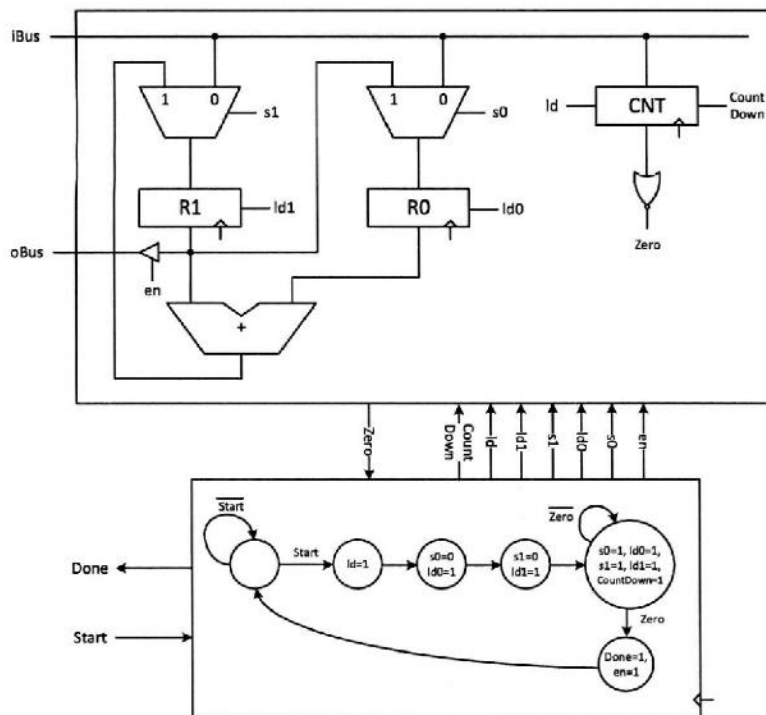 iBus
1 0
s1
1 0
s0
ld
CNT
Count
Down
R1
ld1
R0
ld0
Zero
oBus
en
+
Zero
Count
Down
ld
ld1
s1
ld0
s0
en
Start
Zero
Start
ld=1
s0=0
ld0=1
s1=0
ld1=1
s0=1, ld0=1,
s1=1, ld1=1,
CountDown=1
Zero
Done=1,
en=1
Done
Start